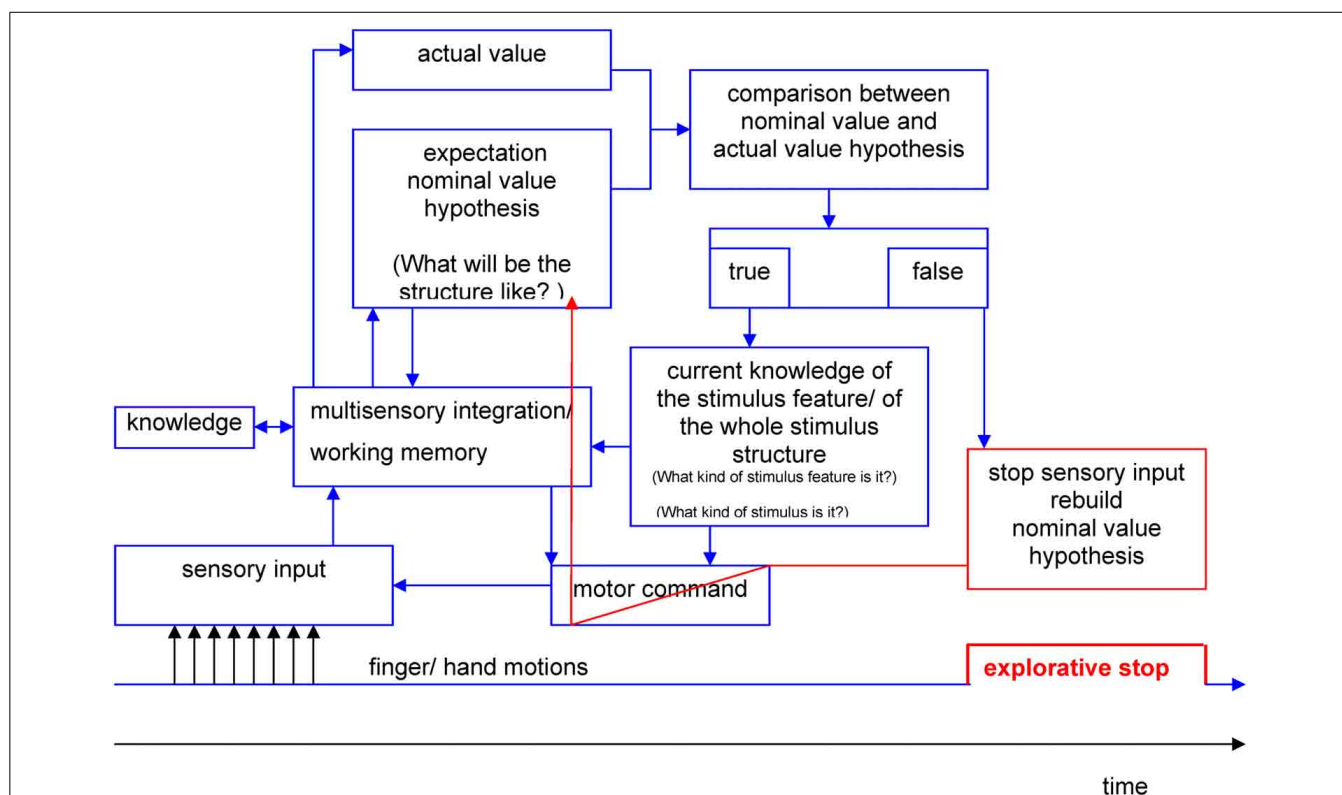 actual value
comparison between
nominal value and
actual value hypothesis
expectation
nominal value
hypothesis
(What will be the
structure like? )
true
false
current knowledge of
the stimulus feature/ of
the whole stimulus
structure
(What kind of stimulus feature is it?)
(What kind of stimulus is it?)
knowledge
multisensory integration/
working memory
stop sensory input
rebuild
nominal value
hypothesis
sensory input
motor command
finger/ hand motions
explorative stop
time